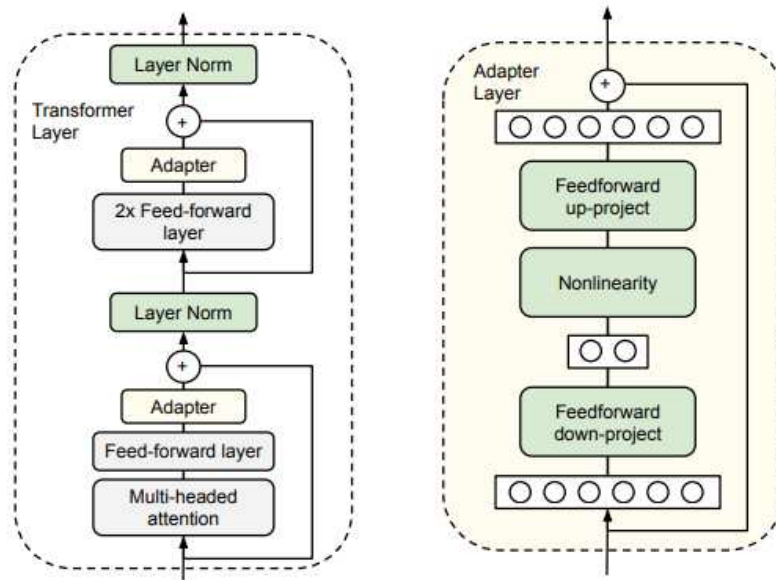 Layer Norm
Transformer
Layer
+
Adapter
2x Feed-forward
layer
Layer Norm
+
Adapter
Feed-forward layer
Multi-headed
attention
Adapter
Layer
+
Feedforward
up-project
Nonlinearity
Feedforward
down-project